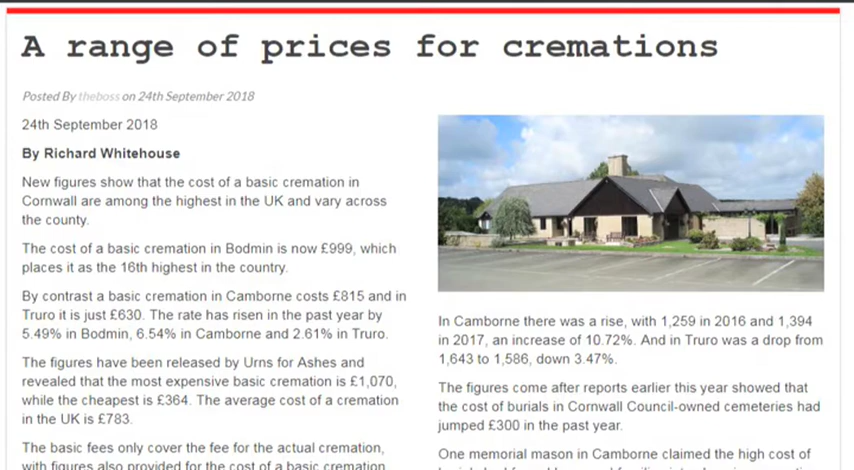 A range of prices for cremations
Posted By theboss on 24th September 2018
24th September 2018
By Richard Whitehouse
New figures show that the cost of a basic cremation in
Cornwall are among the highest in the UK and vary across
the county.
The cost of a basic cremation in Bodmin is now £999, which
places it as the 16th highest in the country.
By contrast a basic cremation in Camborne costs £815 and in
Truro it is just £630. The rate has risen in the past year by
5.49% in Bodmin, 6.54% in Camborne and 2.61% in Truro.
The figures have been released by Urns for Ashes and
revealed that the most expensive basic cremation is £1,070,
while the cheapest is £364. The average cost of a cremation
in the UK is £783.
The basic fees only cover the fee for the actual cremation,
with figures also provided for the cost of a basic cremation
In Camborne there was a rise, with 1,259 in 2016 and 1,394
in 2017, an increase of 10.72%. And in Truro was a drop from
1,643 to 1,586, down 3.47%.
The figures come after reports earlier this year showed that
the cost of burials in Cornwall Council-owned cemeteries had
jumped £300 in the past year.
One memorial mason in Camborne claimed the high cost of